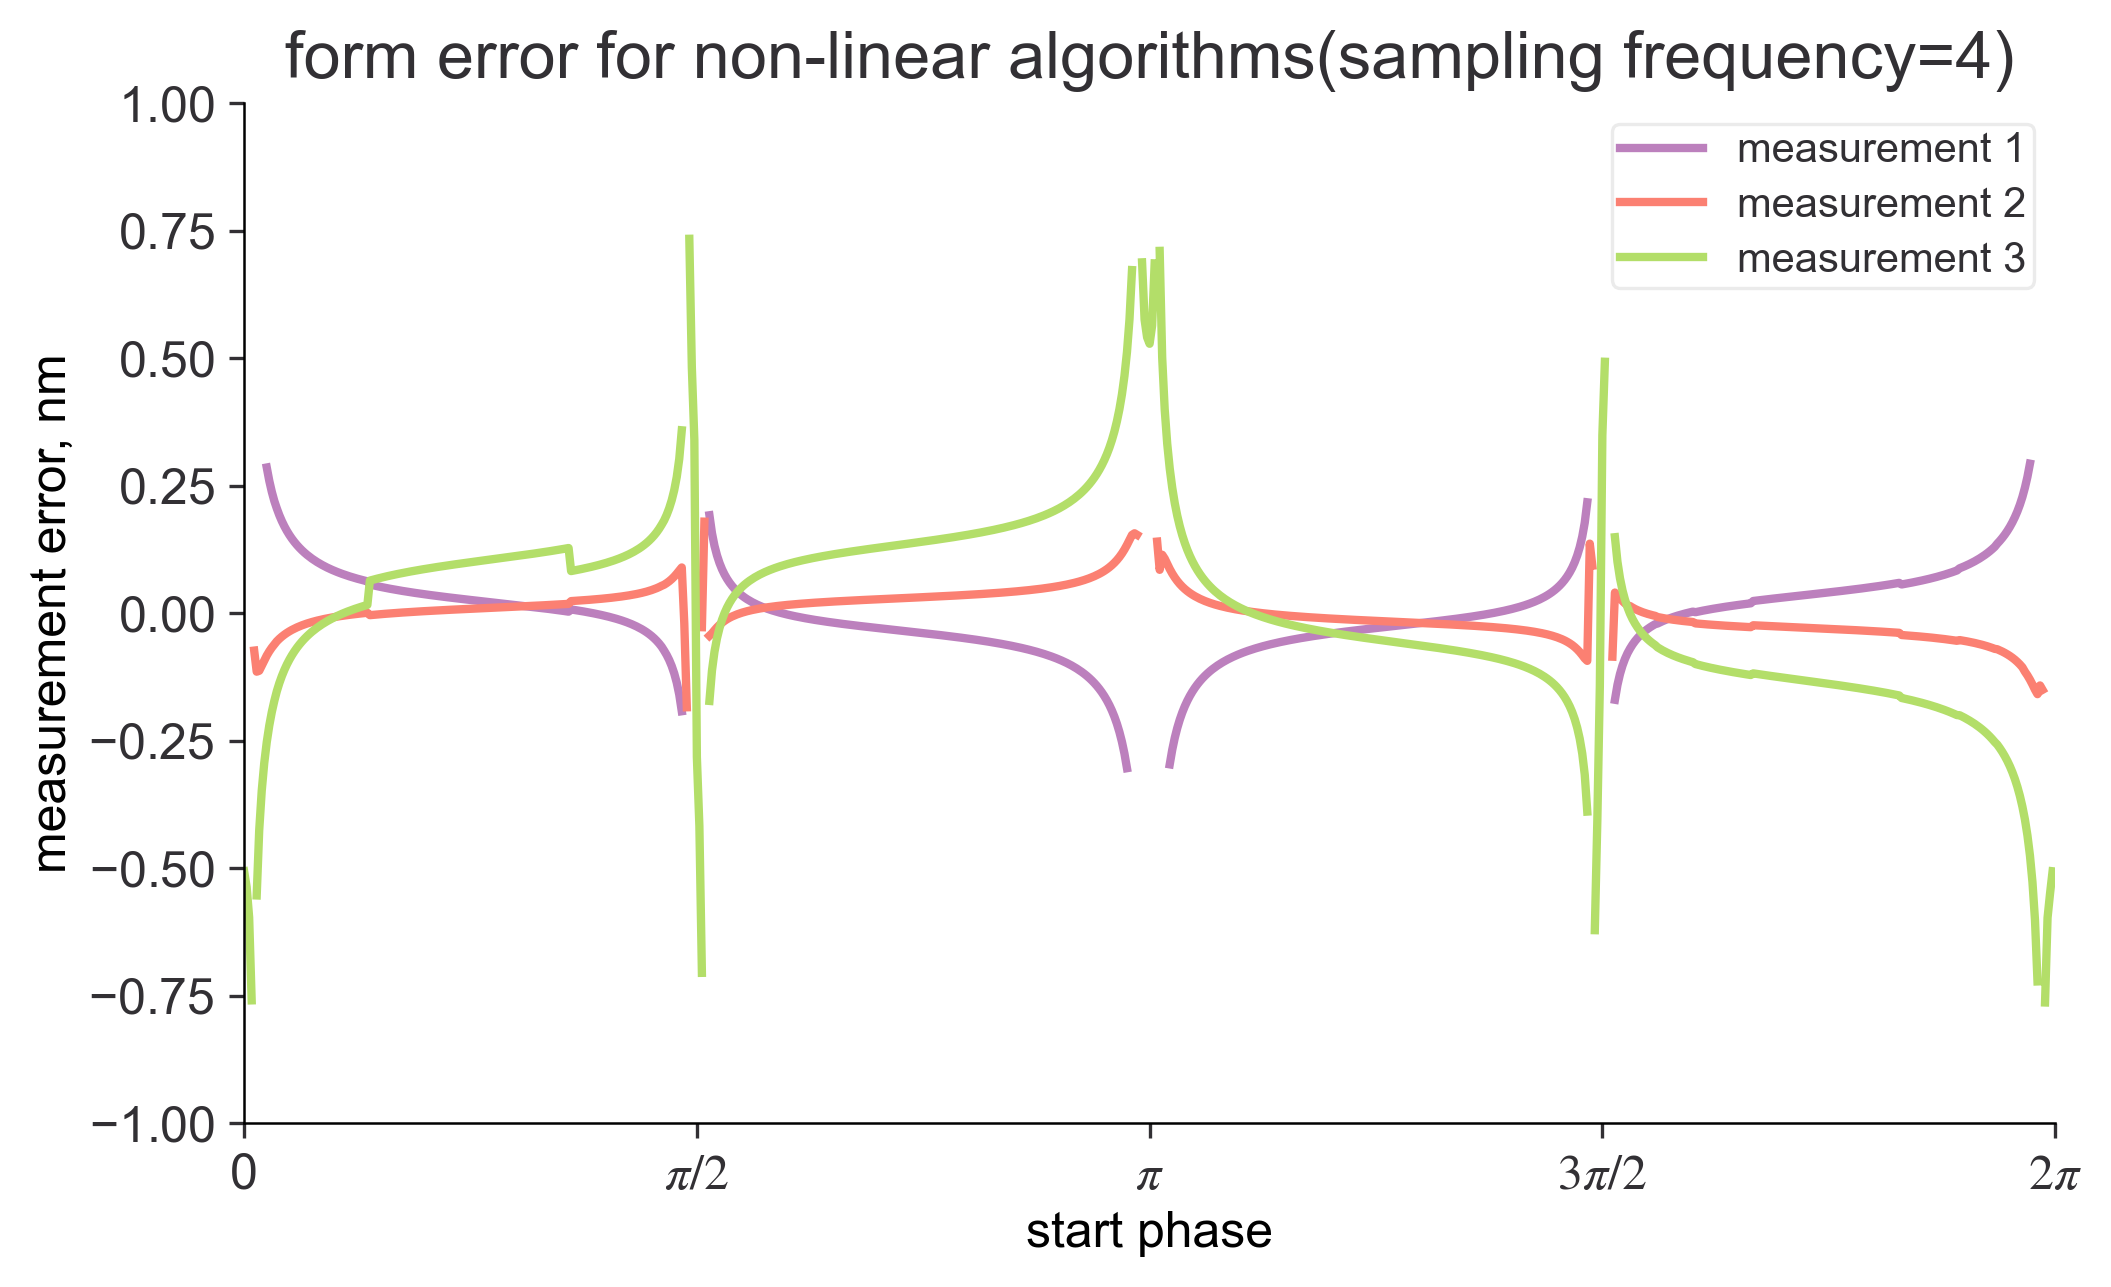 form error for non-linear algorithms(sampling frequency=4)
1.00
0.75
0.50
0.25
0.00
−0.25
−0.50
−0.75
−1.00
measurement error, nm
measurement 1
measurement 2
measurement 3
0 π/2 π 3π/2 2π
start phase